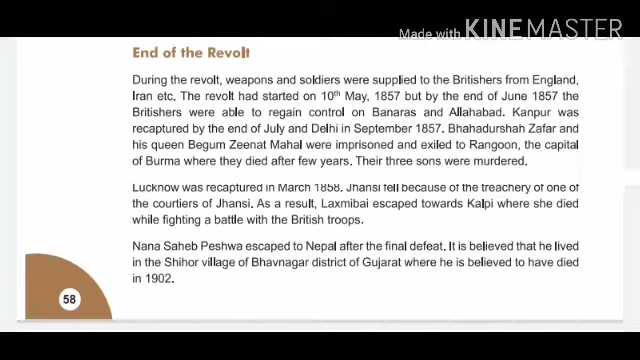 Made with KINEMASTER
End of the Revolt
During the revolt, weapons and soldiers were supplied to the Britishers from England,
Iran etc. The revolt had started on 10th May, 1857 but by the end of June 1857 the
Britishers were able to regain control on Banaras and Allahabad. Kanpur was
recaptured by the end of July and Delhi in September 1857. Bhahadurshah Zafar and
his queen Begum Zeenat Mahal were imprisoned and exiled to Rangoon, the capital
of Burma where they died after few years. Their three sons were murdered.
Lucknow was recaptured in March 1858. Jhansi fell because of the treachery of one of
the courtiers of Jhansi. As a result, Laxmibai escaped towards Kalpi where she died
while fighting a battle with the British troops.
Nana Saheb Peshwa escaped to Nepal after the final defeat. It is believed that he lived
in the Shihor village of Bhavnagar district of Gujarat where he is believed to have died
in 1902.
58